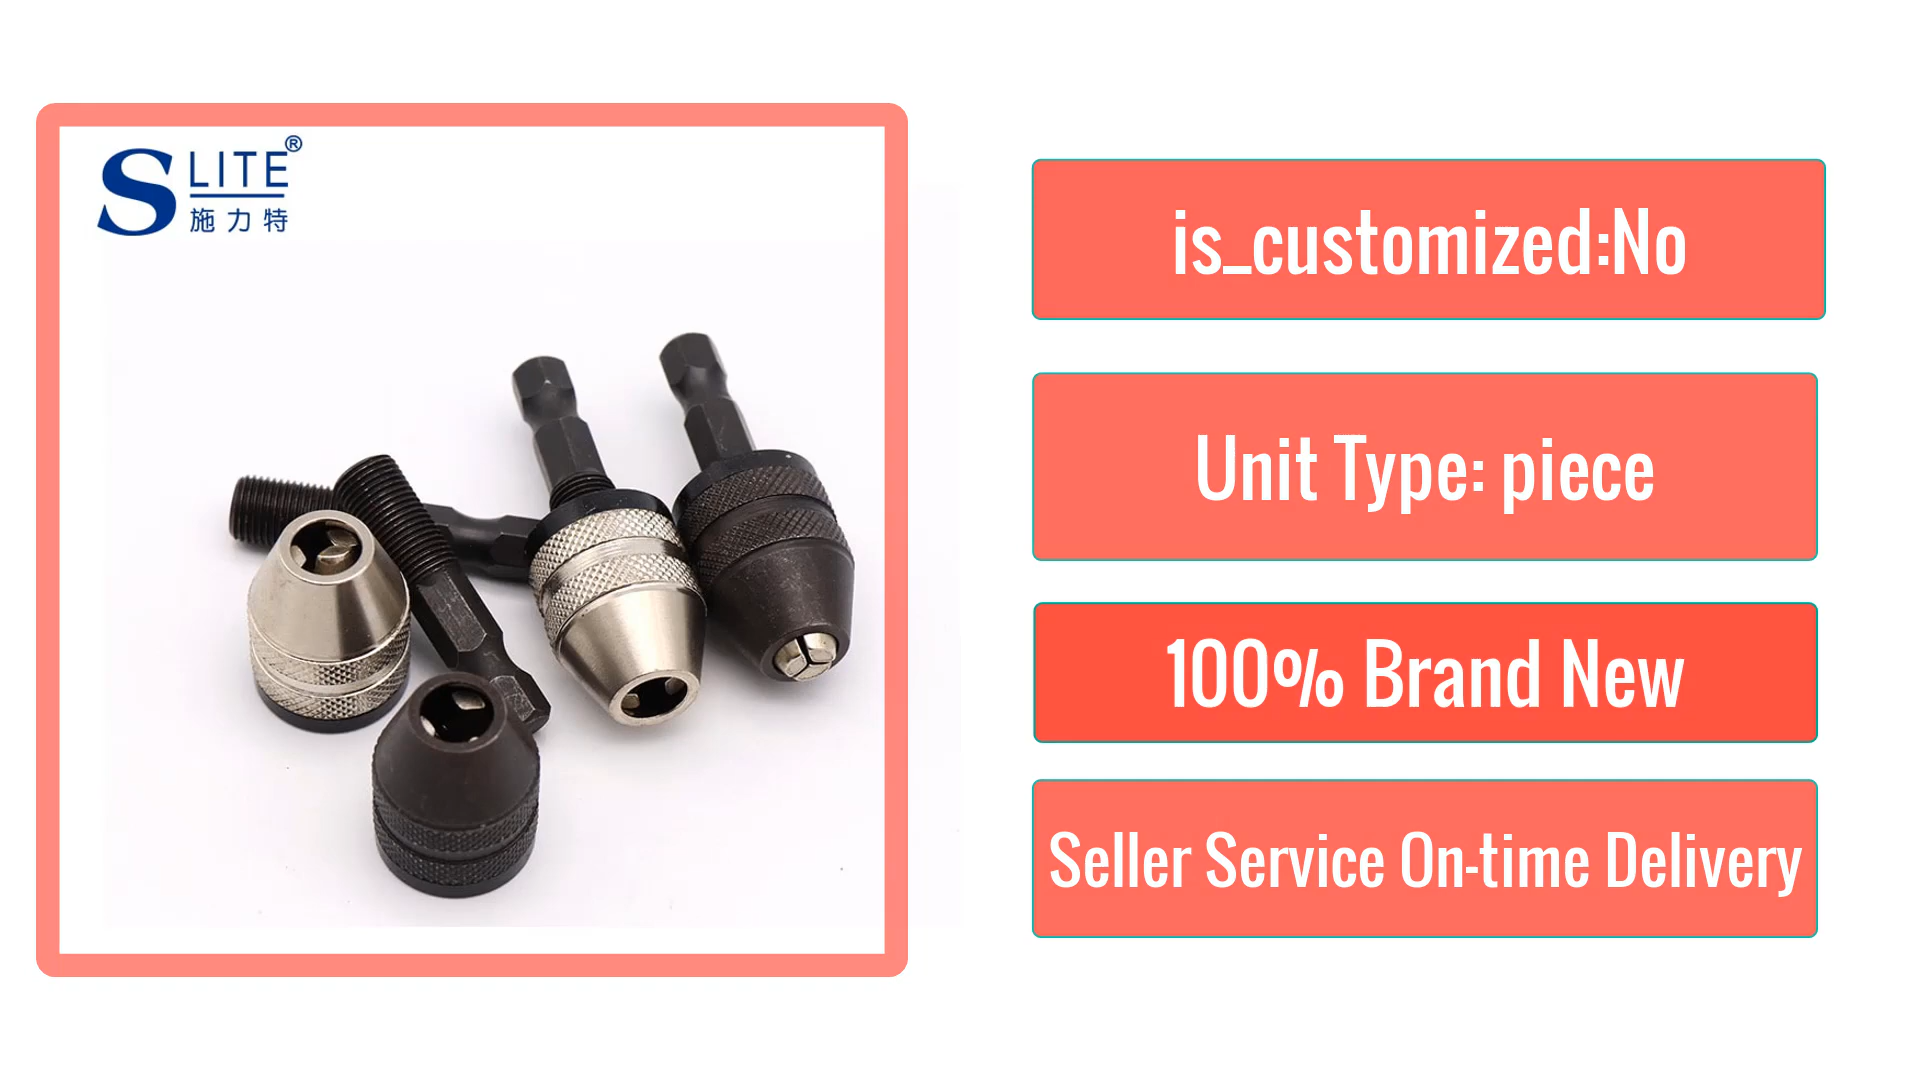 SLITE®
施力特
is_customized:No
Unit Type: piece
100% Brand New
Seller Service On-time Delivery